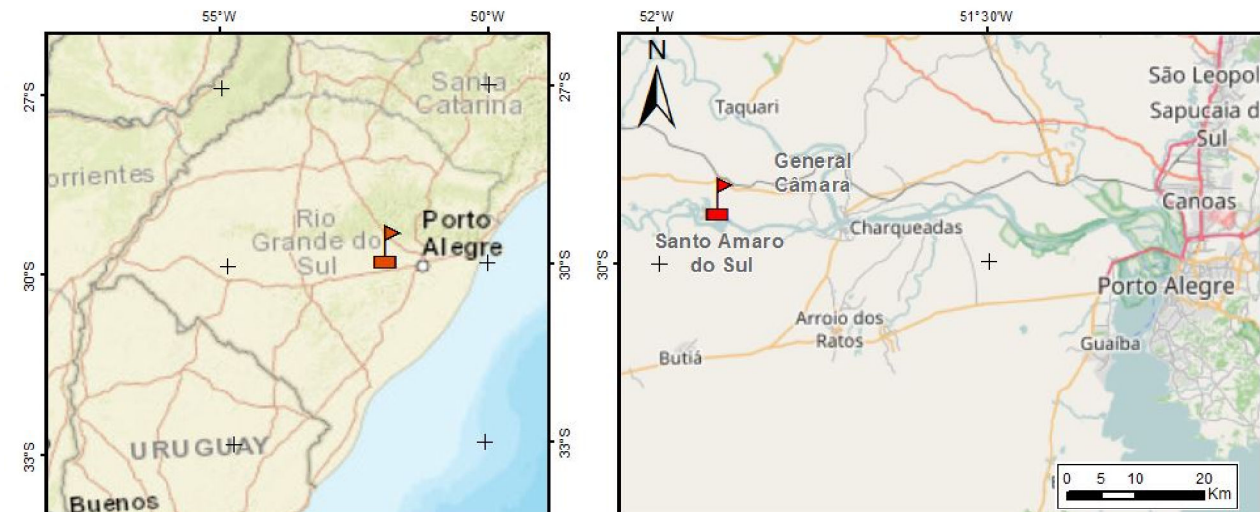 55°W
50°W
27°S
30°S
33°S
27°S
30°S
33°S
Santa
Catarina
orrientes
Rio
Grande do
Sul
Porto
Alegre
URUGUAY
Buenos
52°W
51°30'W
30°S
N
São Leopol
Sapucaia d
Sul
Taquari
General
Câmara
Canoas
Charqueadas
Santo Amaro
do Sul
Porto Alegre
Arroio dos
Ratos
Guaíba
Butiá
0 5 10 20
Km